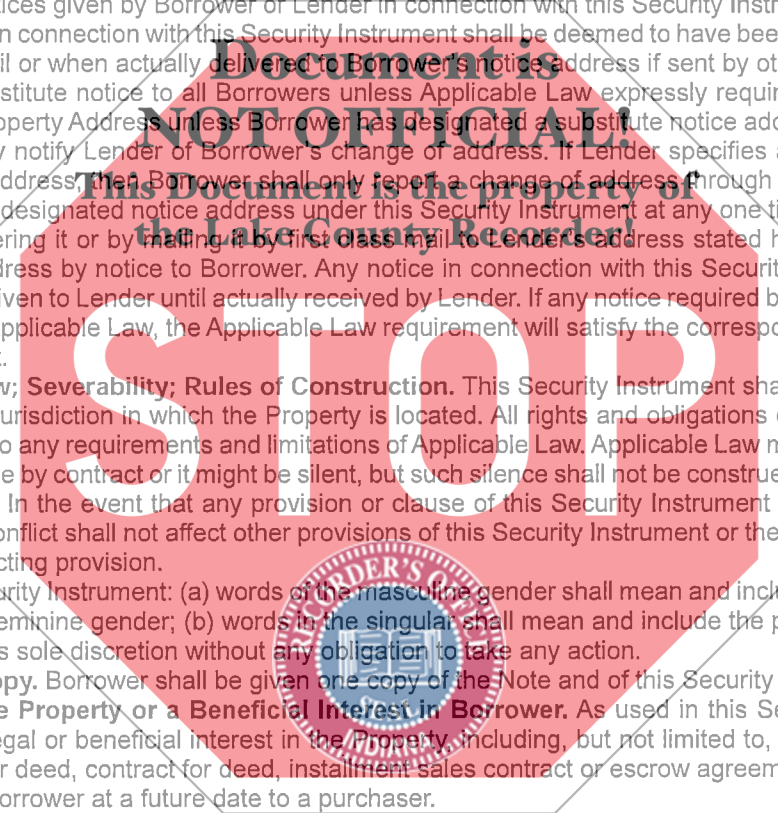 ices given by Borrower or Lender in connection with this Security Instr
n connection with this Security Instrument shall be deemed to have bee
Document is
il or when actually delivered to Borrower's notice address if sent by ot
stitute notice to all Borrowers unless Applicable Law expressly requir
NOT OFFICIAL!
operty Address unless Borrower has designated a substitute notice add
y notify Lender of Borrower's change of address. If Lender specifies a
ddress, then Borrower shall only report a change of address through
This Document is the property of
designated notice address under this Security Instrument at any one ti
the Lake County Recorder!
ering it or by mailing it by first class mail to Lender's address stated h
dress by notice to Borrower. Any notice in connection with this Securit
iven to Lender until actually received by Lender. If any notice required b
pplicable Law, the Applicable Law requirement will satisfy the correspo
t.
STOP
w; Severability; Rules of Construction. This Security Instrument sha
urisdiction in which the Property is located. All rights and obligations
o any requirements and limitations of Applicable Law. Applicable Law m
e by contract or it might be silent, but such silence shall not be construe
In the event that any provision or clause of this Security Instrument
onflict shall not affect other provisions of this Security Instrument or the
cting provision.
urity Instrument: (a) words of the masculine gender shall mean and incl
eminine gender; (b) words in the singular shall mean and include the p
s sole discretion without any obligation to take any action.
RECORDER'S OFFICE
opy. Borrower shall be given one copy of the Note and of this Security
e Property or a Beneficial Interest in Borrower. As used in this Se
egal or beneficial interest in the Property, including, but not limited to,
INDIANA
r deed, contract for deed, installment sales contract or escrow agreem
orrower at a future date to a purchaser.